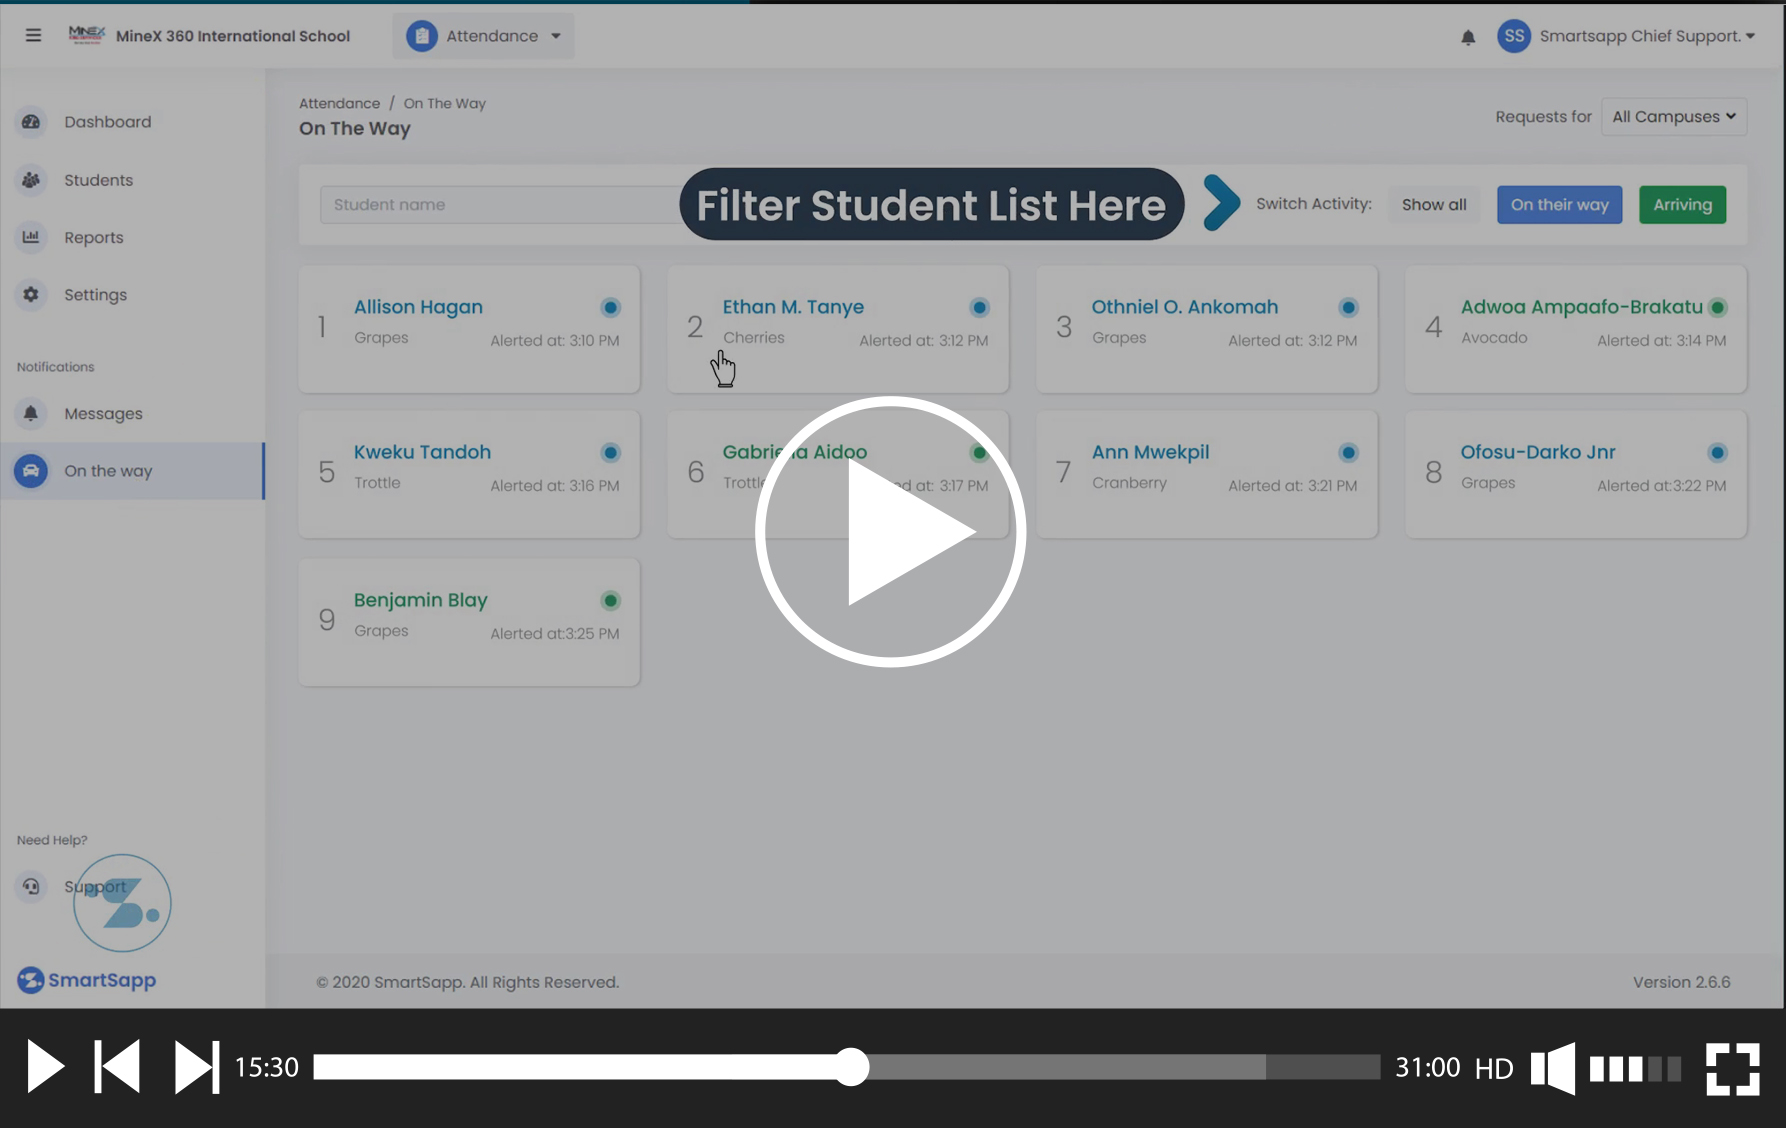 MineX 360 International School
Attendance
SS
Smartsapp Chief Support.
Dashboard
Students
Reports
Settings
Notifications
Messages
On the way
Need Help?
Support
SmartSapp
Attendance / On The Way
On The Way
Requests for
All Campuses
Student name
Filter Student List Here
Switch Activity:
Show all
On their way
Arriving
1
Allison Hagan
Grapes
Alerted at: 3:10 PM
2
Ethan M. Tanye
Cherries
Alerted at: 3:12 PM
3
Othniel O. Ankomah
Grapes
Alerted at: 3:12 PM
4
Adwoa Ampaafo-Brakatu
Avocado
Alerted at: 3:14 PM
5
Kweku Tandoh
Trottle
Alerted at: 3:16 PM
6
Aidoo
at: 3:17 PM
7
Ann Mwekpil
Cranberry
Alerted at: 3:21 PM
8
Ofosu-Darko Jnr
Grapes
Alerted at:3:22 PM
9
Benjamin Blay
Grapes
Alerted at:3:25 PM
© 2020 SmartSapp. All Rights Reserved.
Version 2.6.6
15:30
31:00
HD